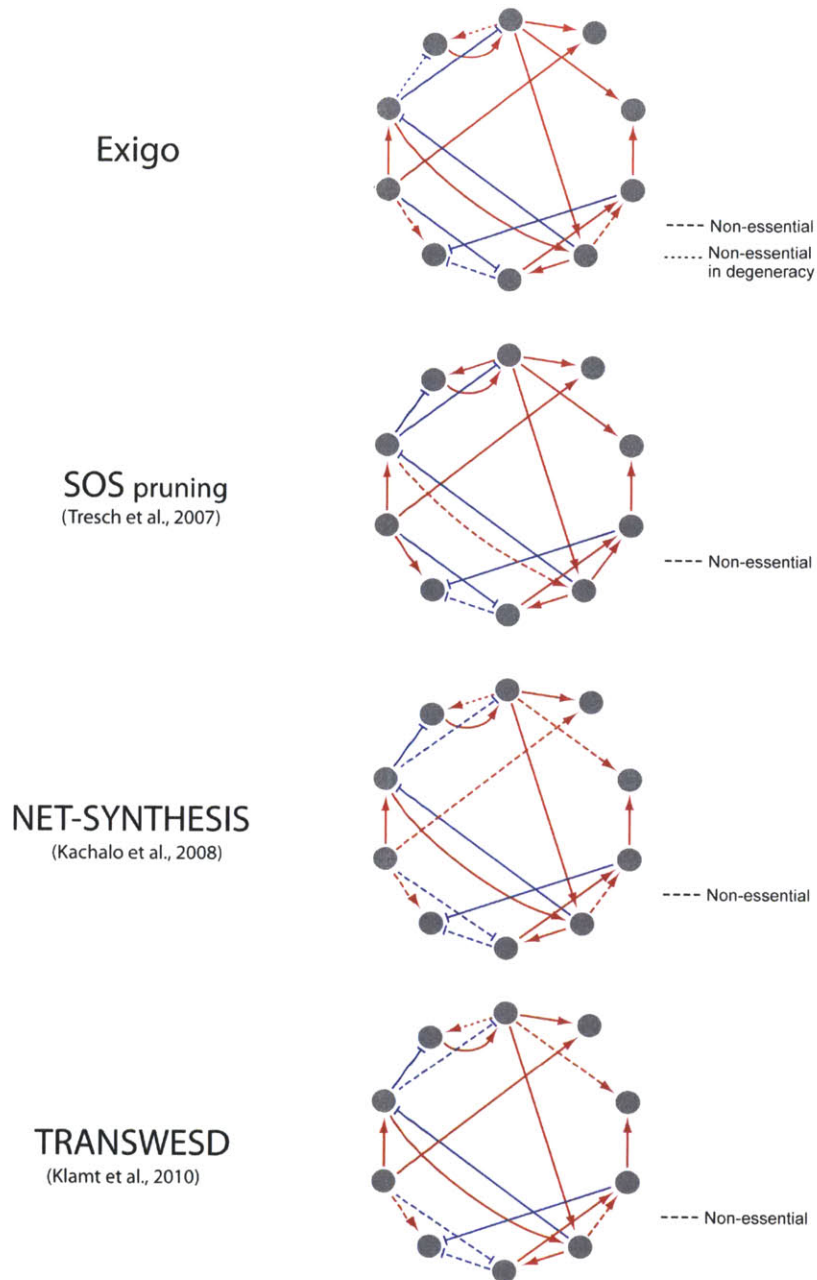 Exigo
Non-essential
Non-essential
in degeneracy
SOS pruning
(Tresch et al., 2007)
Non-essential
NET-SYNTHESIS
(Kachalo et al., 2008)
Non-essential
TRANSWESD
(Klamt et al., 2010)
Non-essential